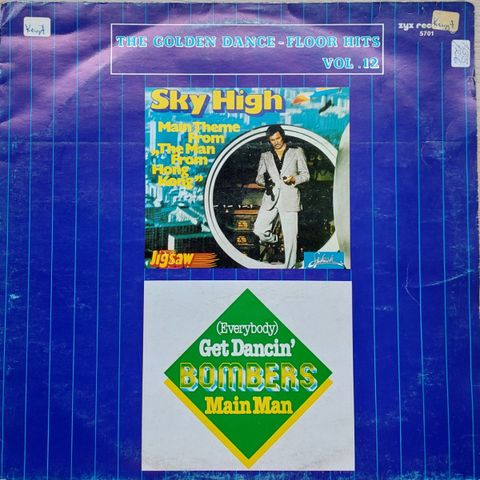 THE GOLDEN DANCE-FLOOR HITS
VOL.12
zyx
5701
Sky High
Main Theme
From
„The Man
From
Hong
Kong”
Jigsaw
Splash
(Everybody)
Get Dancin'
BOMBERS
Main Man